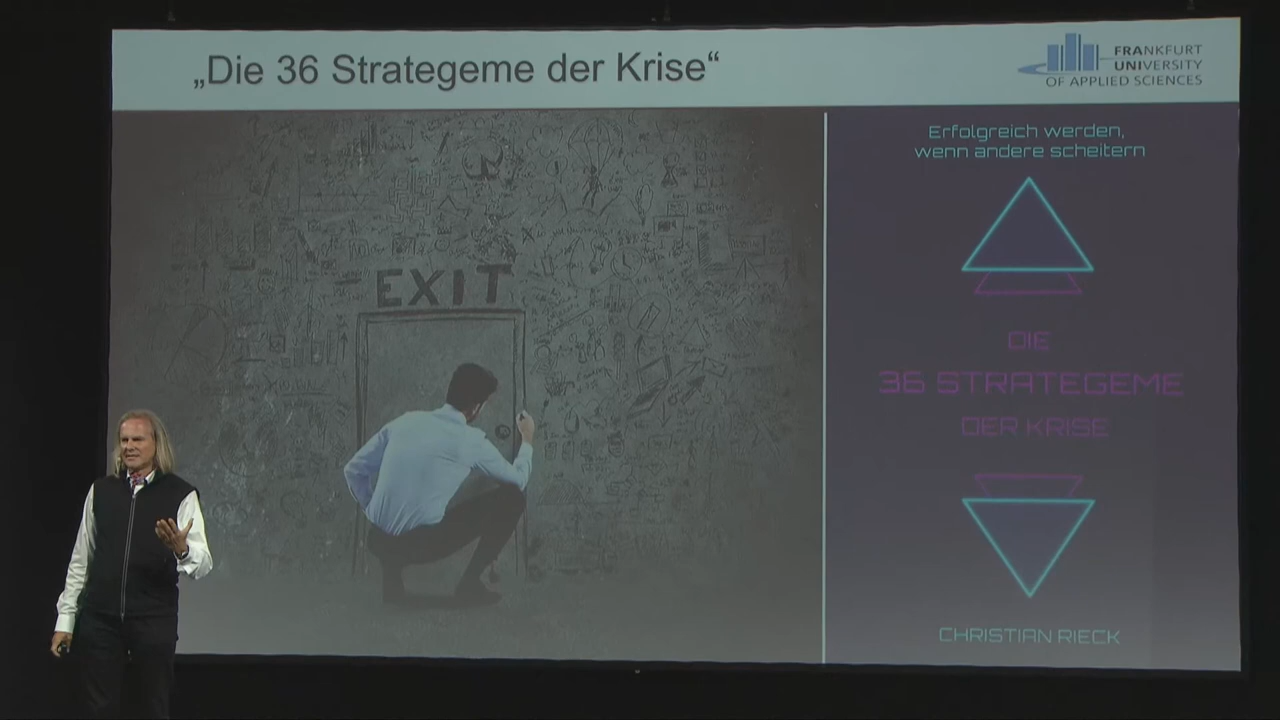 „Die 36 Strategeme der Krise“
FRANKFURT
UNIVERSITY
OF APPLIED SCIENCES
Erfolgreich werden,
wenn andere scheitern
EXIT
DIE
36 STRATEGEME
DER KRISE
CHRISTIAN RIECK